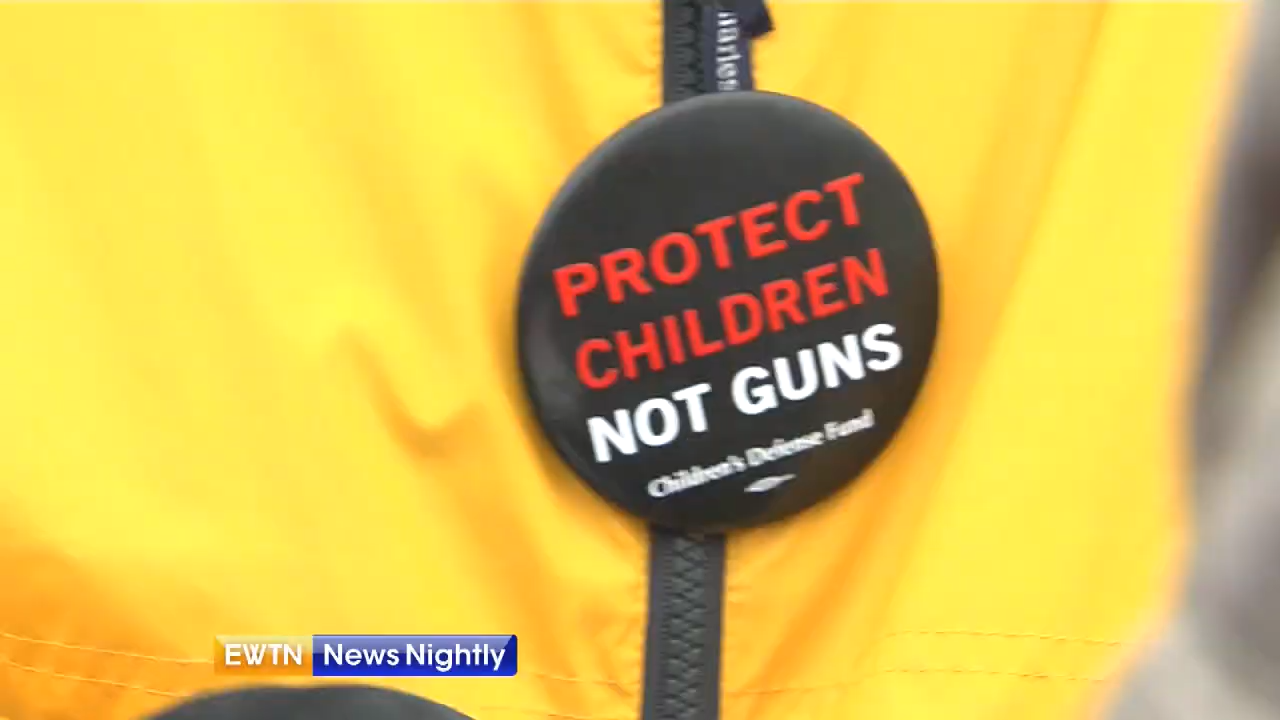 PROTECT
CHILDREN
NOT GUNS
Children's Defense Fund
EWTN News Nightly